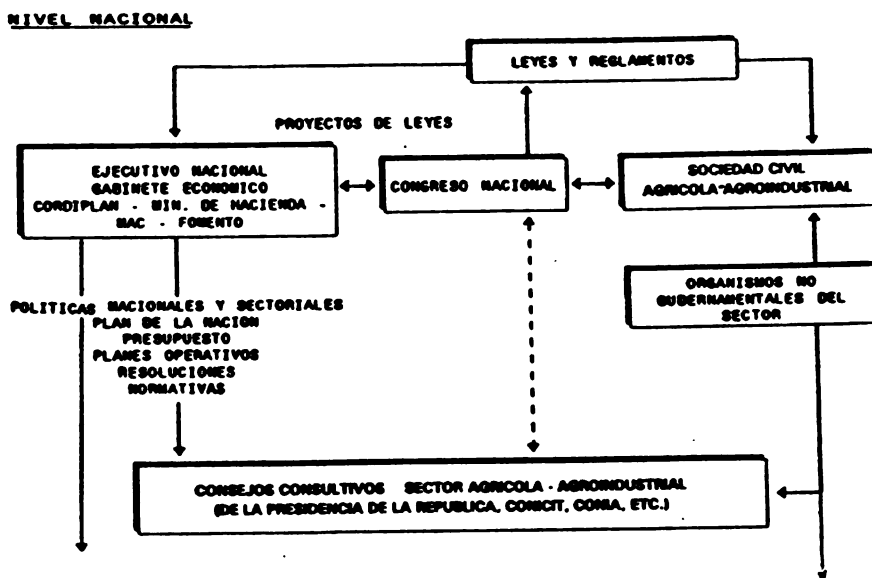 NIVEL NACIONAL
LEYES Y REGLAMENTOS
PROYECTOS DE LEYES
EJECUTIVO NACIONAL
GABINETE ECONOMICO
CORDIPLAN - MIN. DE HACIENDA -
MAC - FOMENTO
CONGRESO NACIONAL
SOCIEDAD CIVIL
AGRICOLA-AGROINDUSTRIAL
ORGANISMOS NO
GUBERNAMENTALES DEL
SECTOR
POLITICAS NACIONALES Y SECTORIALES
PLAN DE LA NACION
PRESUPUESTO
PLANES OPERATIVOS
RESOLUCIONES
NORMATIVAS
CONSEJOS CONSULTIVOS SECTOR AGRICOLA - AGROINDUSTRIAL
(DE LA PRESIDENCIA DE LA REPUBLICA, CONICIT, CONIA, ETC.)